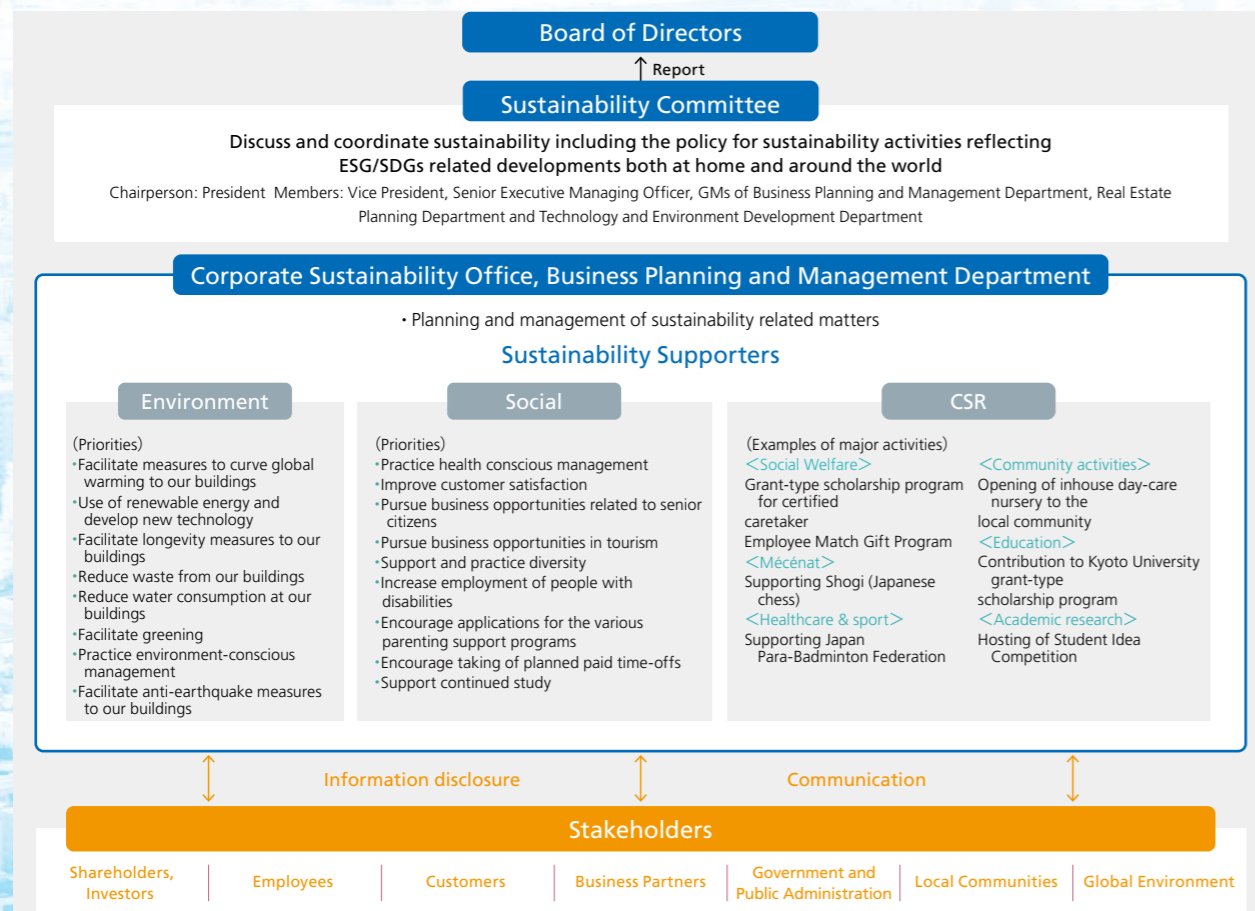 Board of Directors
Report
Sustainability Committee
Discuss and coordinate sustainability including the policy for sustainability activities reflecting
ESG/SDGs related developments both at home and around the world
Chairperson: President  Members: Vice President, Senior Executive Managing Officer, GMs of Business Planning and Management Department, Real Estate
Planning Department and Technology and Environment Development Department
Corporate Sustainability Office, Business Planning and Management Department
・Planning and management of sustainability related matters
Sustainability Supporters
Environment
(Priorities)
・Facilitate measures to curve global
warming to our buildings
・Use of renewable energy and
develop new technology
・Facilitate longevity measures to our
buildings
・Reduce waste from our buildings
・Reduce water consumption at our
buildings
・Facilitate greening
・Practice environment-conscious
management
・Facilitate anti-earthquake measures
to our buildings
Social
(Priorities)
・Practice health conscious management
・Improve customer satisfaction
・Pursue business opportunities related to senior
citizens
・Pursue business opportunities in tourism
・Support and practice diversity
・Increase employment of people with
disabilities
・Encourage applications for the various
parenting support programs
・Encourage taking of planned paid time-offs
・Support continued study
CSR
(Examples of major activities)
<Social Welfare>
Grant-type scholarship program
for certified
caretaker
Employee Match Gift Program
<Mécénat>
Supporting Shogi (Japanese
chess)
<Healthcare & sport>
Supporting Japan
Para-Badminton Federation
<Community activities>
Opening of inhouse day-care
nursery to the
local community
<Education>
Contribution to Kyoto University
grant-type
scholarship program
<Academic research>
Hosting of Student Idea
Competition
Information disclosure
Communication
Stakeholders
Shareholders,
Investors
Employees
Customers
Business Partners
Government and
Public Administration
Local Communities
Global Environment